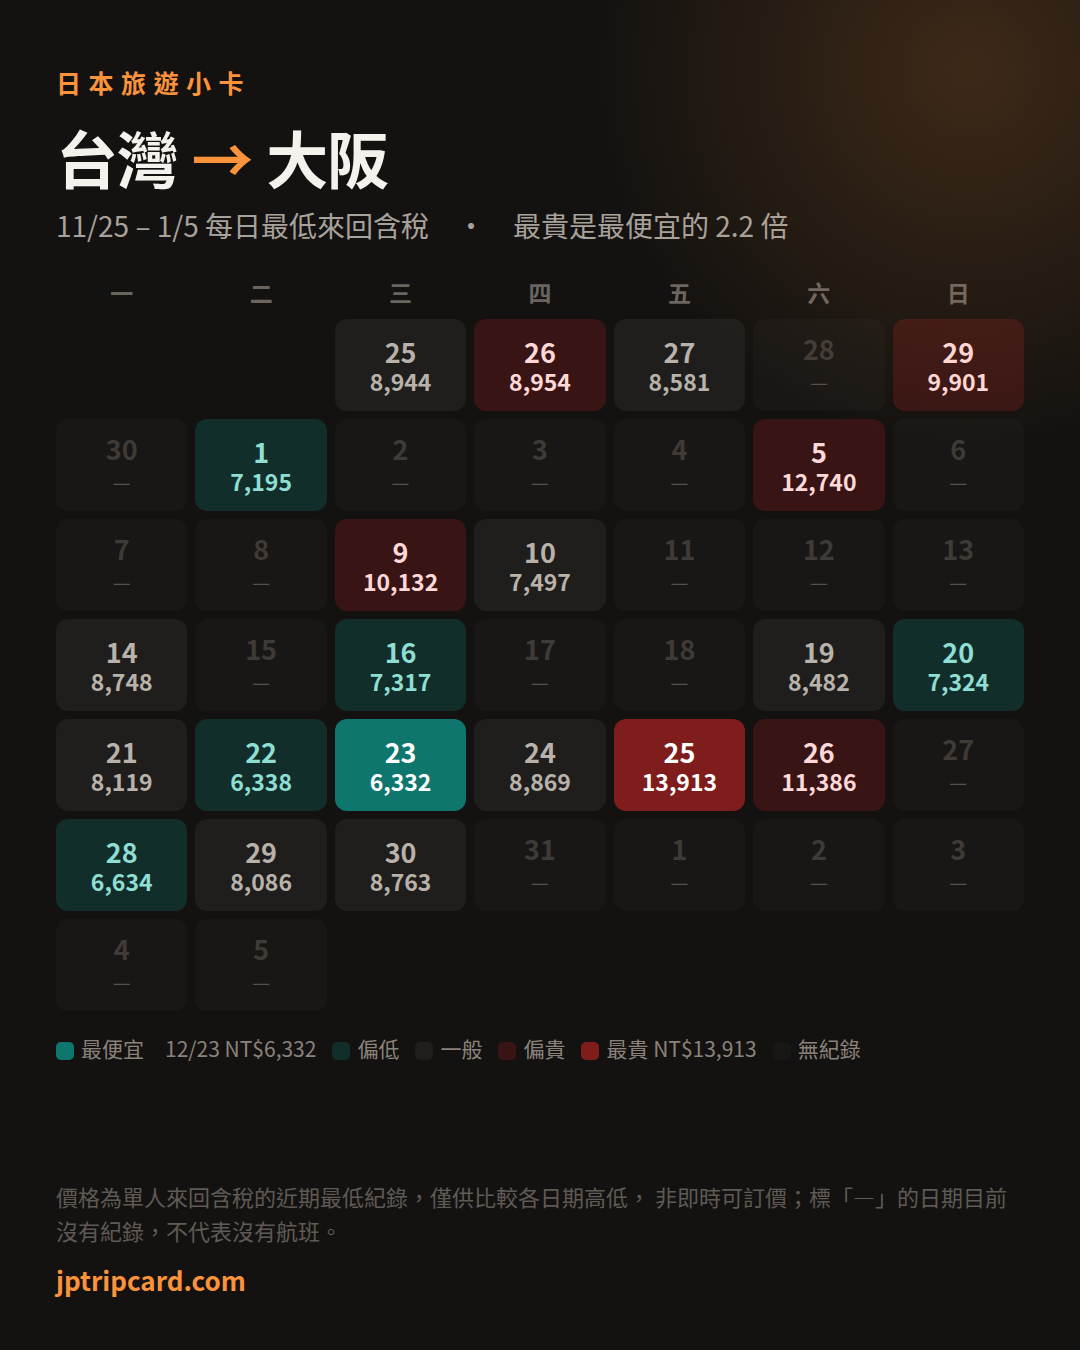 日本旅遊小卡
台灣 → 大阪
11/25 – 1/5 每日最低來回含稅 · 最貴是最便宜的 2.2 倍
一 二 三 四 五 六 日
25 26 27 28 29
8,944 8,954 8,581 — 9,901
30 1 2 3 4 5 6
— 7,195 — — — 12,740 —
7 8 9 10 11 12 13
— — 10,132 7,497 — — —
14 15 16 17 18 19 20
8,748 — 7,317 — — 8,482 7,324
21 22 23 24 25 26 27
8,119 6,338 6,332 8,869 13,913 11,386 —
28 29 30 31 1 2 3
6,634 8,086 8,763 — — — —
4 5
— —
最便宜 12/23 NT$6,332 偏低 一般 偏貴 最貴 NT$13,913 無紀錄
價格為單人來回含稅的近期最低紀錄，僅供比較各日期高低， 非即時可訂價；標「—」的日期目前
沒有紀錄，不代表沒有航班。
jptripcard.com